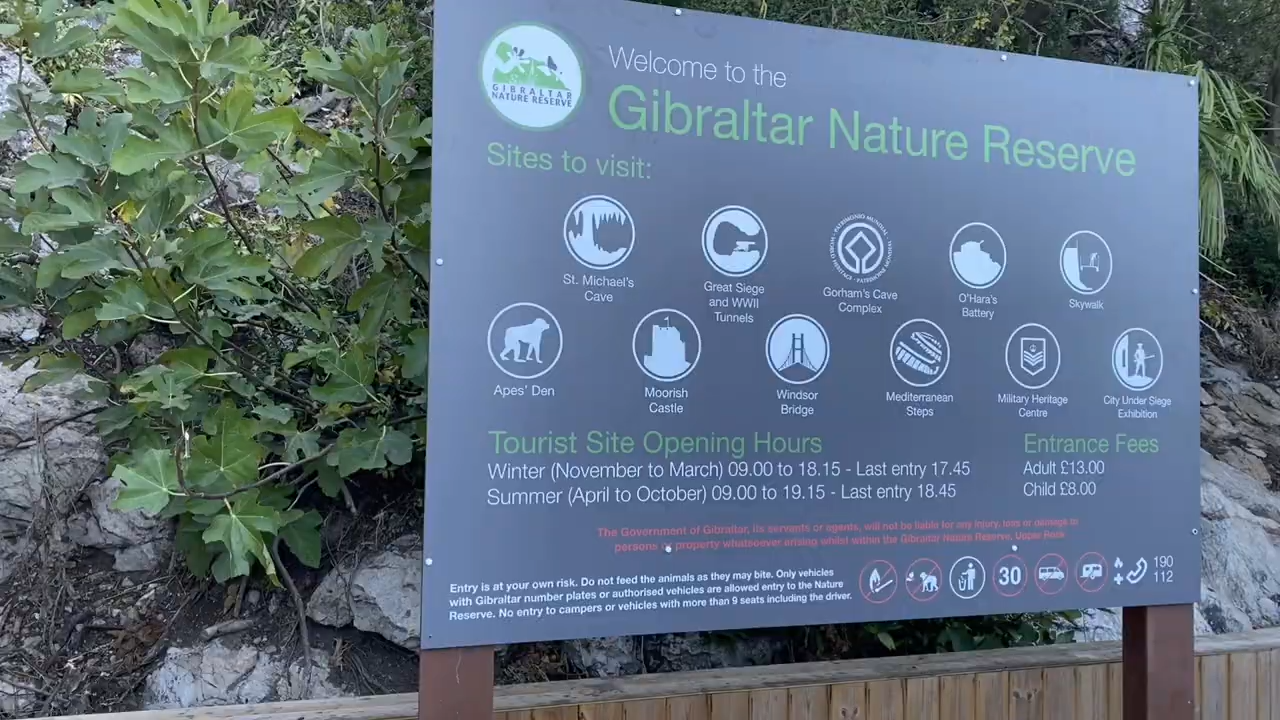 GIBRALTAR
NATURE RESERVE
Welcome to the
Gibraltar Nature Reserve
Sites to visit:
St. Michael's
Cave
Great Siege
and WWII
Tunnels
WORLD HERITAGE • PATRIMOINE MONDIAL • PATRIMONIO MUNDIAL
Gorham's Cave
Complex
O'Hara's
Battery
Skywalk
Apes' Den
Moorish
Castle
Windsor
Bridge
Mediterranean
Steps
Military Heritage
Centre
City Under Siege
Exhibition
Tourist Site Opening Hours
Winter (November to March) 09.00 to 18.15 - Last entry 17.45
Summer (April to October) 09.00 to 19.15 - Last entry 18.45
Entrance Fees
Adult £13.00
Child £8.00
The Government of Gibraltar, its servants or agents, will not be liable for any injury, loss or damage to
persons or property whatsoever arising whilst within the Gibraltar Nature Reserve, Upper Rock
Entry is at your own risk. Do not feed the animals as they may bite. Only vehicles
with Gibraltar number plates or authorised vehicles are allowed entry to the Nature
Reserve. No entry to campers or vehicles with more than 9 seats including the driver.
30
190
112